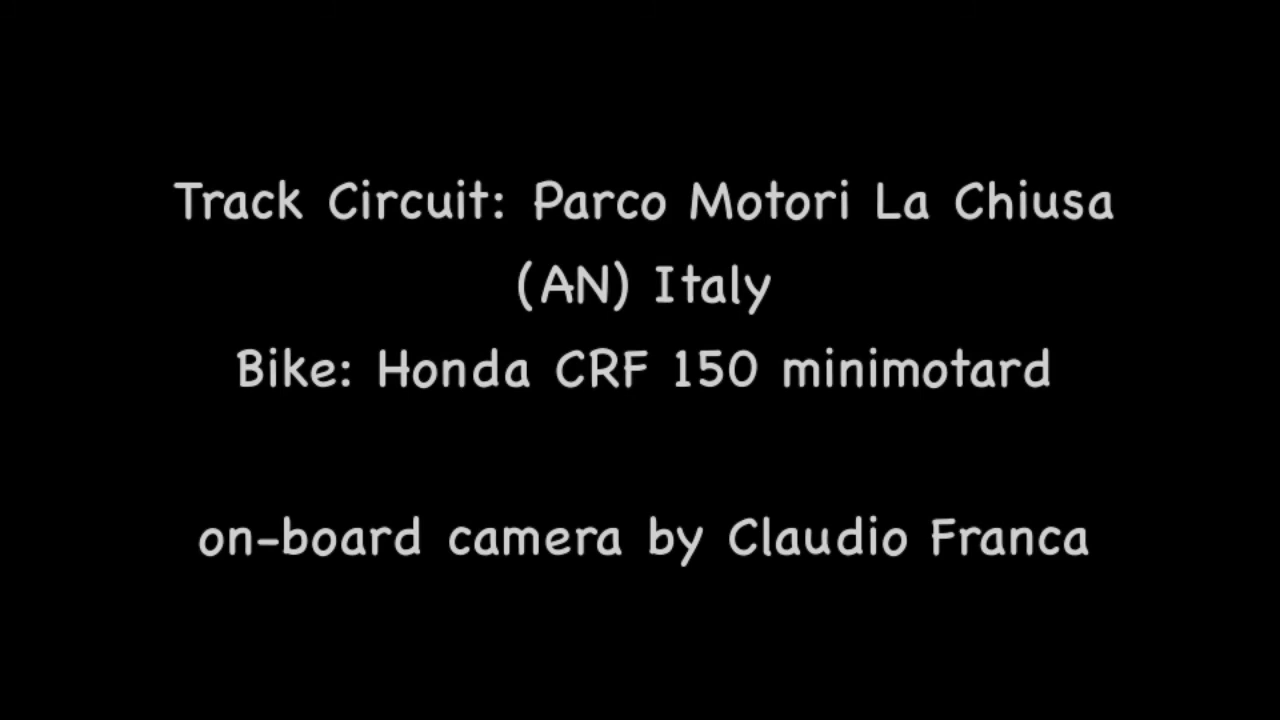 Track Circuit: Parco Motori La Chiusa
(AN) Italy
Bike: Honda CRF 150 minimotard
on-board camera by Claudio Franca